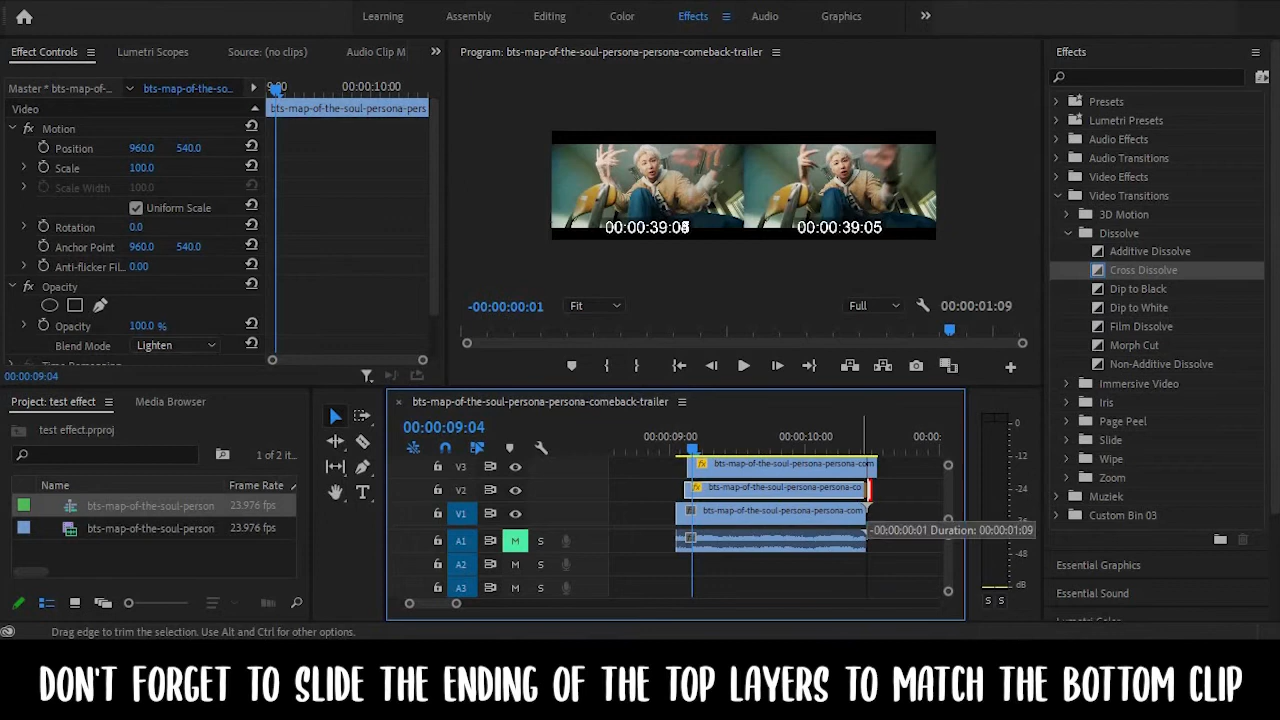 Learning Assembly Editing Color Effects Audio Graphics
Effect Controls Lumetri Scopes Source: (no clips) Audio Clip M
Program: bts-map-of-the-soul-persona-persona-comeback-trailer
Effects
Master * bts-map-of-... bts-map-of-the-so...
9:00 00:00:10:00
Video
bts-map-of-the-soul-persona-pers
Motion
Position 960.0 540.0
Scale 100.0
Scale Width 100.0
Uniform Scale
Rotation 0.0
Anchor Point 960.0 540.0
Anti-flicker Fil... 0.00
Opacity
Opacity 100.0 %
Blend Mode Lighten
00:00:09:04
00:00:39:05
-00:00:00:01 Fit Full 00:00:01:09
Presets
Lumetri Presets
Audio Effects
Audio Transitions
Video Effects
Video Transitions
3D Motion
Dissolve
Additive Dissolve
Cross Dissolve
Dip to Black
Dip to White
Film Dissolve
Morph Cut
Non-Additive Dissolve
Immersive Video
Iris
Page Peel
Slide
Wipe
Zoom
Muziek
Custom Bin 03
Essential Graphics
Essential Sound
Project: test effect Media Browser
test effect.prproj
1 of 2 it...
Name Frame Rate
bts-map-of-the-soul-person 23.976 fps
bts-map-of-the-soul-person 23.976 fps
bts-map-of-the-soul-persona-persona-comeback-trailer
00:00:09:04
00:00:09:00 00:00:10:00 00:00:
V3 bts-map-of-the-soul-persona-persona-com
V2 bts-map-of-the-soul-persona-persona-co
V1 bts-map-of-the-soul-persona-persona-com
-00:00:00:01 Duration: 00:00:01:09
A1 M S
A2 M S
A3 M S
0
-12
-24
-48
dB
S S
Drag edge to trim the selection. Use Alt and Ctrl for other options.
DON'T FORGET TO SLIDE THE ENDING OF THE TOP LAYERS TO MATCH THE BOTTOM CLIP